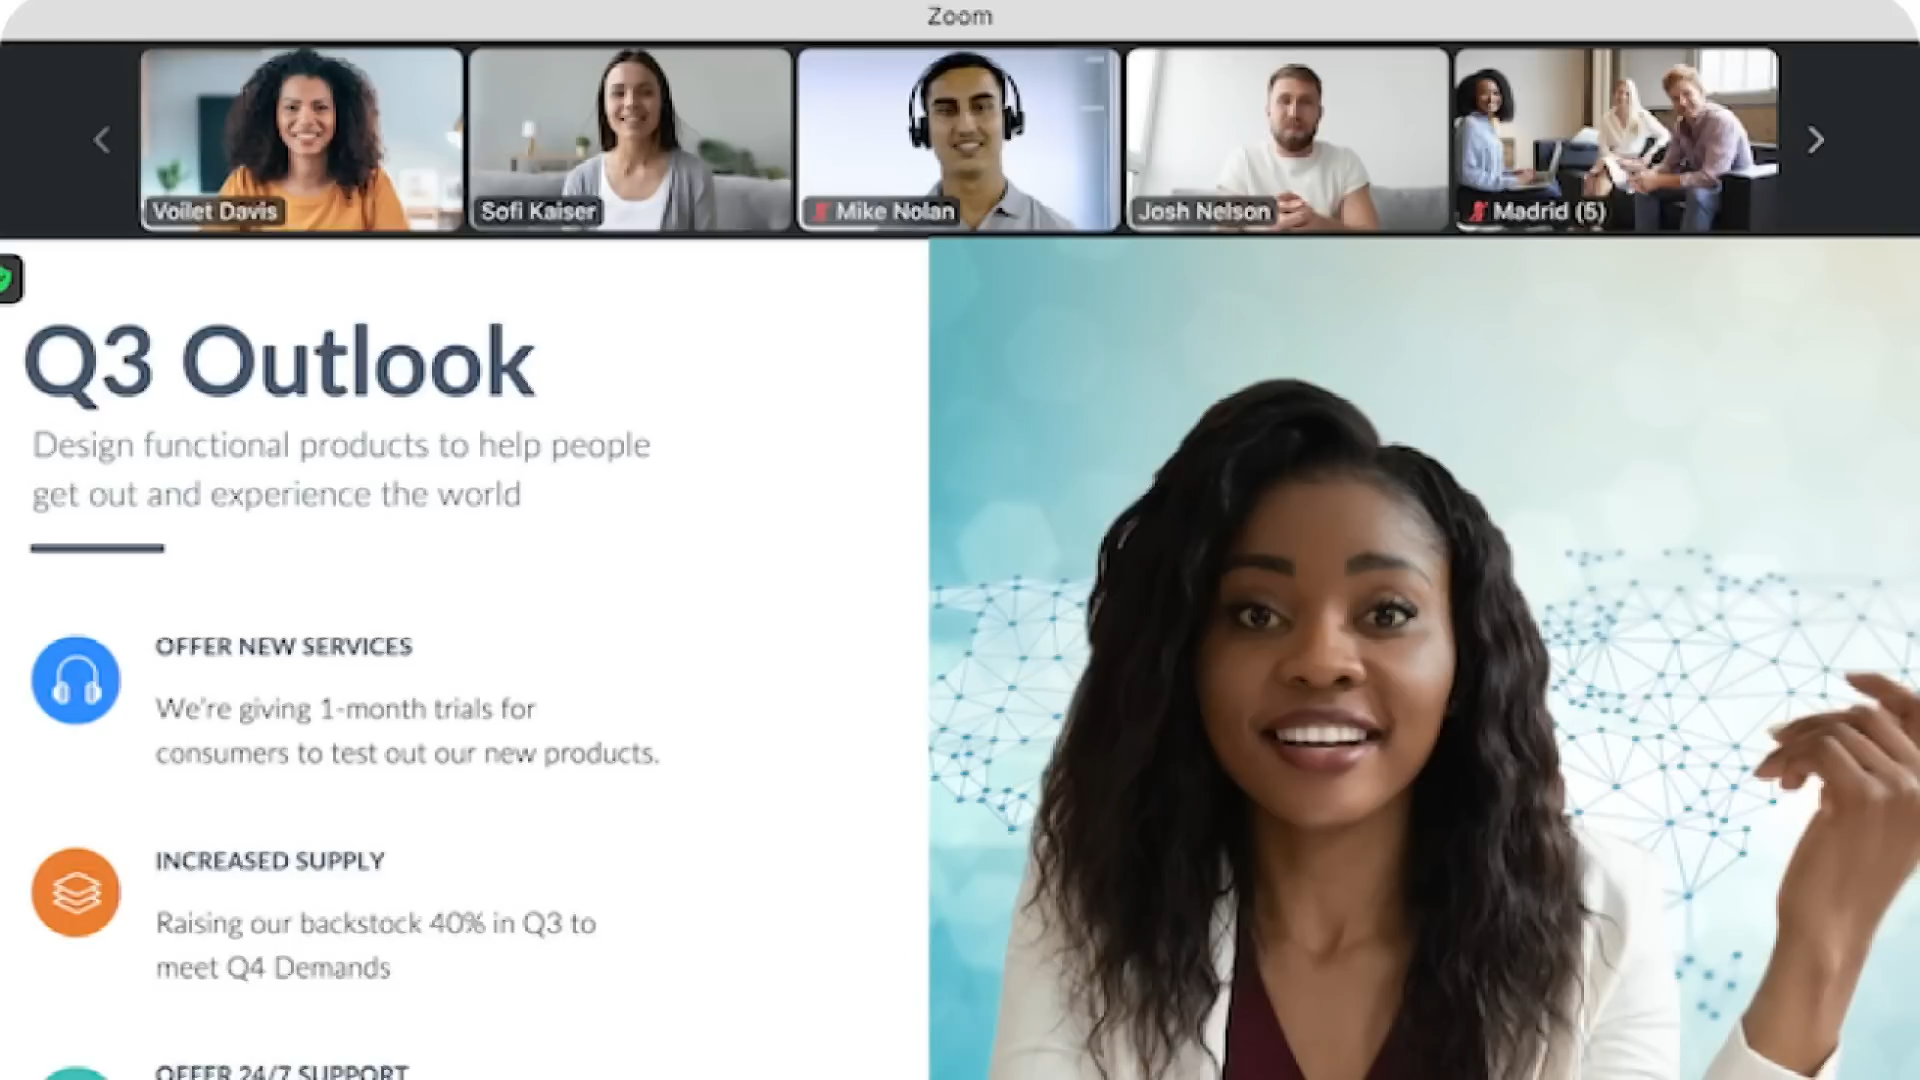 Zoom
Voilet Davis
Sofi Kaiser
Mike Nolan
Josh Nelson
Madrid (5)
Q3 Outlook
Design functional products to help people
get out and experience the world
OFFER NEW SERVICES
We're giving 1-month trials for
consumers to test out our new products.
INCREASED SUPPLY
Raising our backstock 40% in Q3 to
meet Q4 Demands
OFFER 24/7 SUPPORT